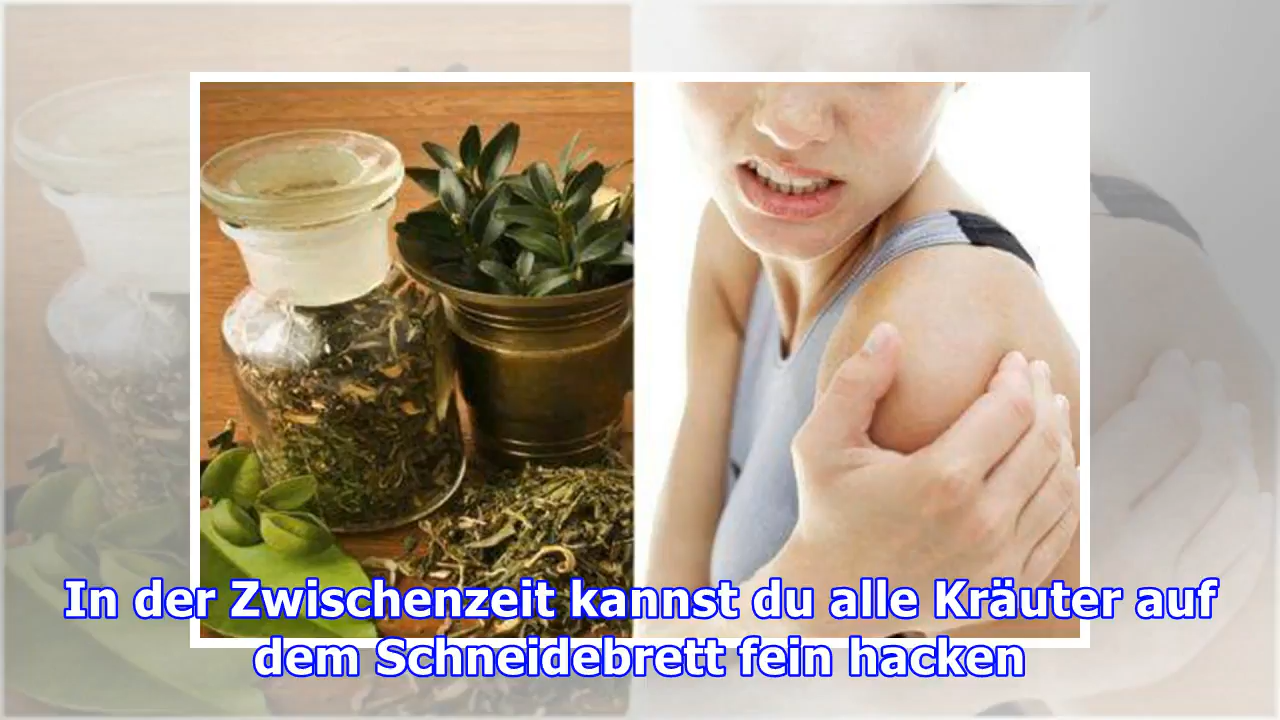 In der Zwischenzeit kannst du alle Kräuter auf
dem Schneidebrett fein hacken